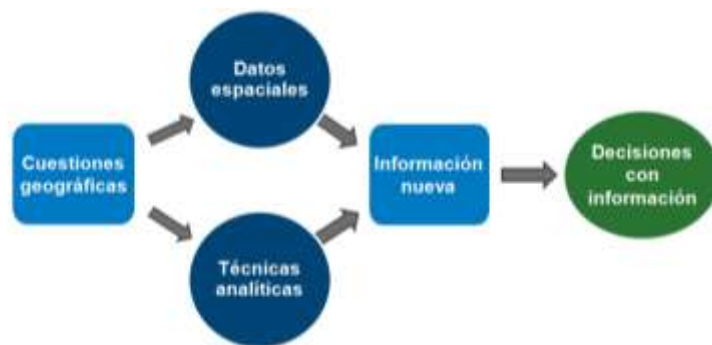 Datos
espaciales
Cuestiones
geográficas
Información
nueva
Decisiones
con
información
Técnicas
analíticas